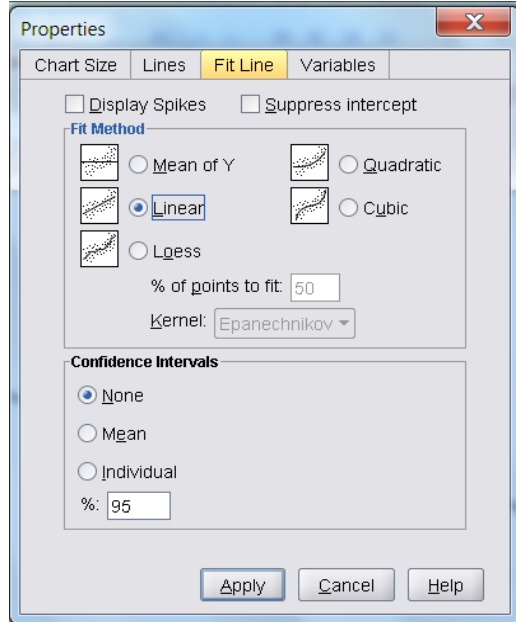 Properties
Chart Size Lines Fit Line Variables
Display Spikes Suppress intercept
Fit Method
Mean of Y Quadratic
Linear Cubic
Loess
% of points to fit: 50
Kernel: Epanechnikov
Confidence Intervals
None
Mean
Individual
%: 95
Apply Cancel Help